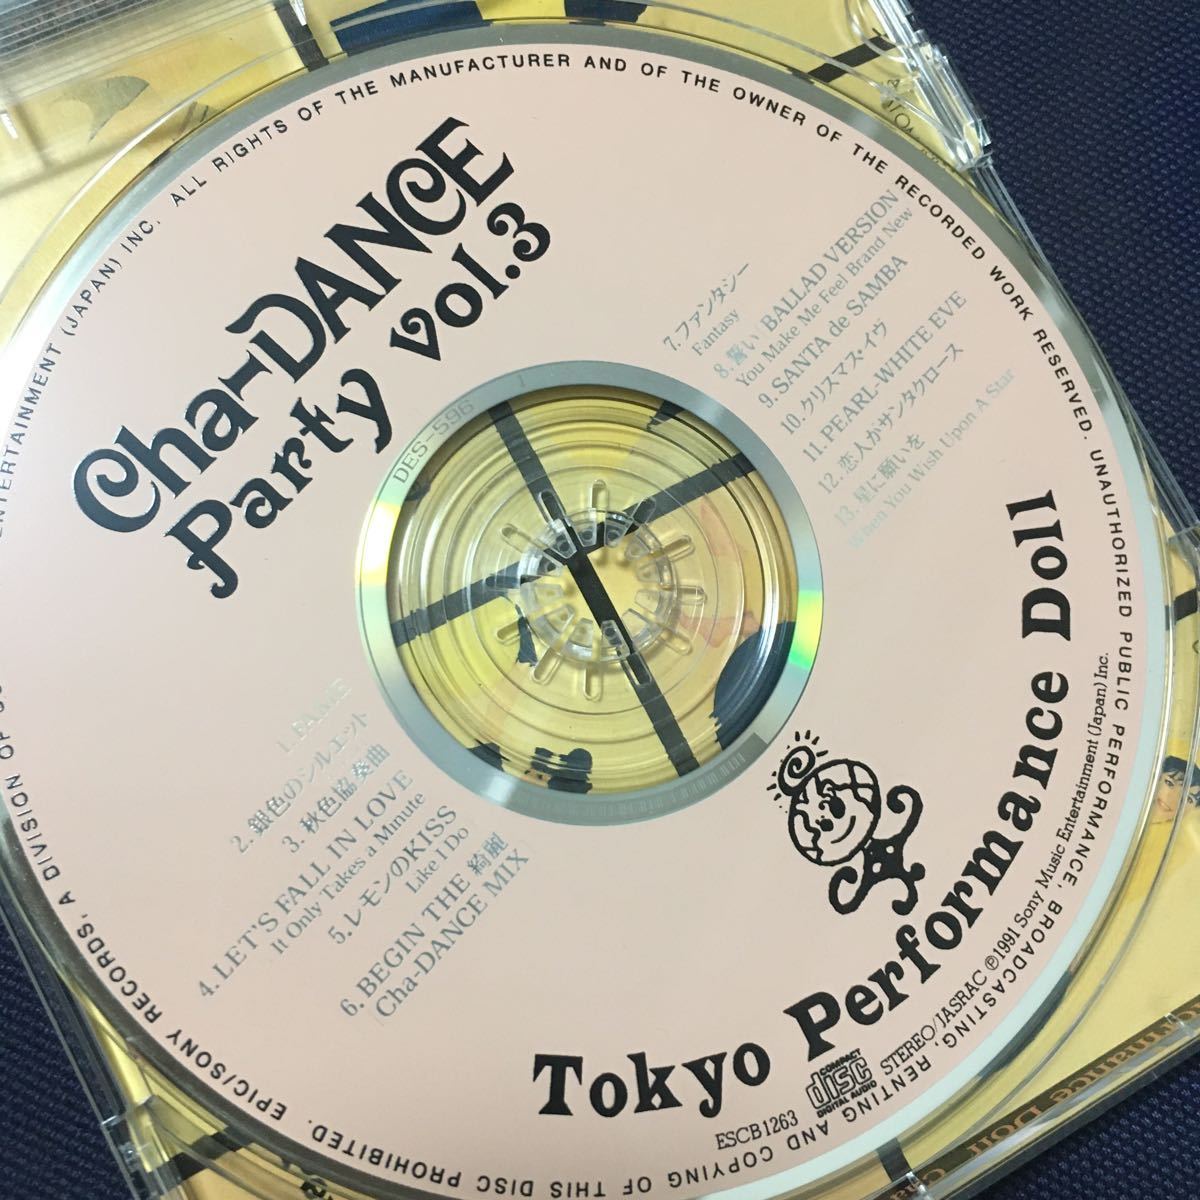 Cha-DANCE
Party vol.3
DES-596
1. FAME
2. 銀色のシルエット
3. 秋色協奏曲
4. LET'S FALL IN LOVE
It Only Takes a Minute
5. レモンのKISS
Like I Do
6. BEGIN THE 綺麗
Cha-DANCE MIX
7. ファンタジー
Fantasy
8. 誓い BALLAD VERSION
You Make Me Feel Brand New
9. SANTA de SAMBA
10. クリスマス・イヴ
11. PEARL-WHITE EVE
12. 恋人がサンタクロース
13. 星に願いを
When You Wish Upon A Star
Tokyo Performance Doll
COMPACT
disc
DIGITAL AUDIO
ESCB1263
STEREO/JASRAC ℗1991 Sony Music Entertainment (Japan) Inc.
EPIC/SONY RECORDS, A DIVISION OF ENTERTAINMENT (JAPAN) INC. ALL RIGHTS OF THE MANUFACTURER AND OF THE OWNER OF THE RECORDED WORK RESERVED. UNAUTHORIZED PUBLIC PERFORMANCE, BROADCASTING, RENTING AND COPYING OF THIS DISC PROHIBITED.